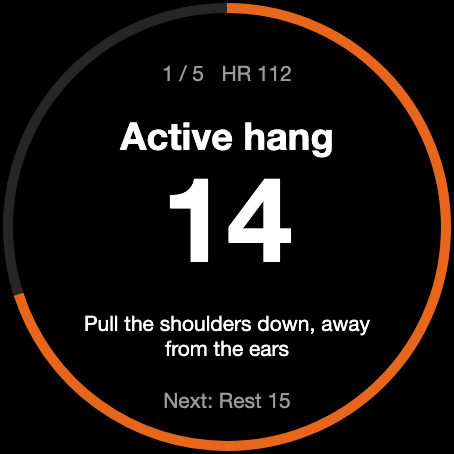 1 / 5 HR 112
Active hang
14
Pull the shoulders down, away
from the ears
Next: Rest 15